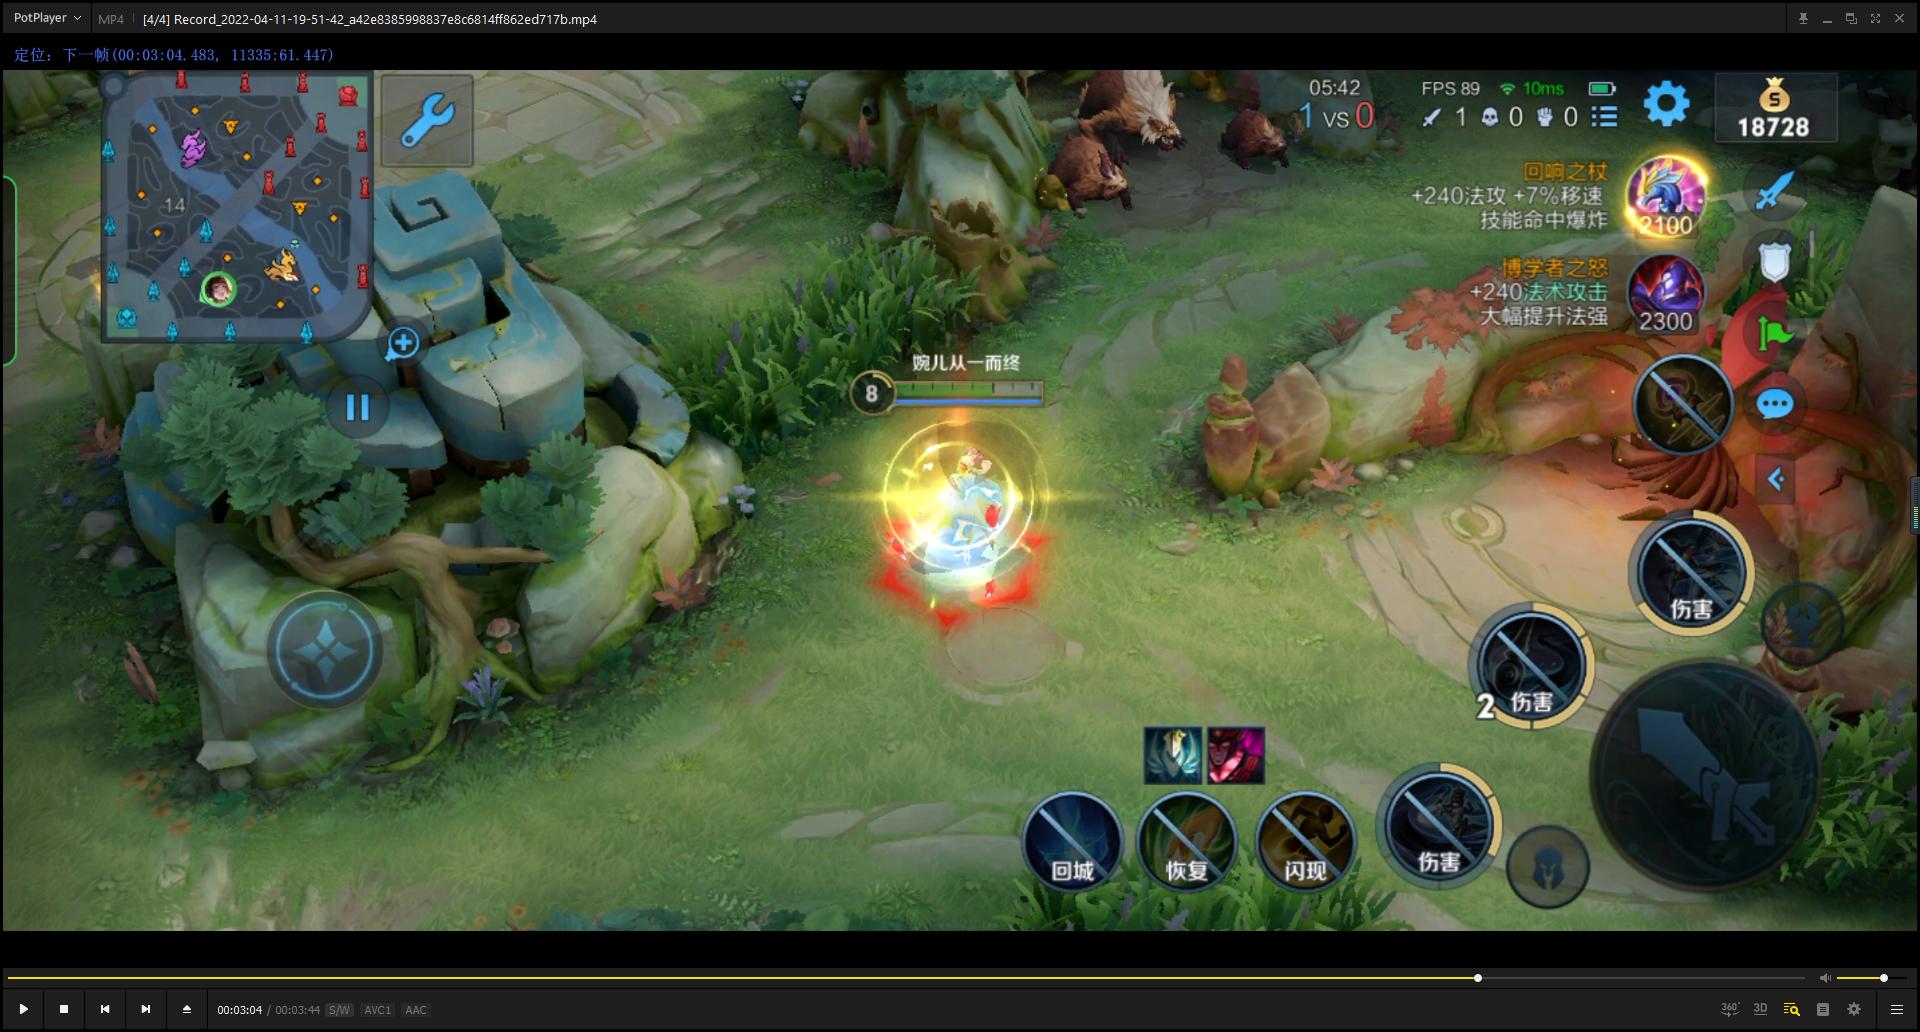 PotPlayer
MP4
[4/4] Record_2022-04-11-19-51-42_a42e8385998837e8c6814ff862ed717b.mp4
定位: 下一帧(00:03:04.483, 11335:61.447)
05:42
1 VS 0
FPS 89
10ms
1 0 0
18728
14
回响之杖
+240法攻 +7%移速
技能命中爆炸
2100
博学者之怒
+240法术攻击
大幅提升法强
2300
婉儿从一而终
8
伤害
2 伤害
伤害
回城
恢复
闪现
00:03:04 / 00:03:44 S/W AVC1 AAC
360°
3D